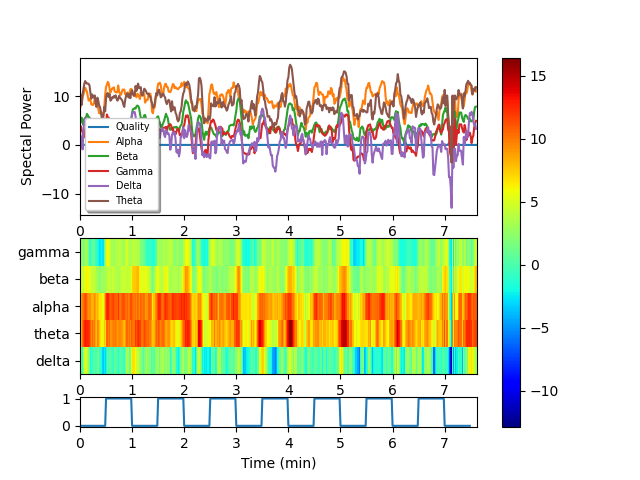 Spectal Power
10
0
−10
Quality
Alpha
Beta
Gamma
Delta
Theta
0 1 2 3 4 5 6 7
gamma
beta
alpha
theta
delta
0 1 2 3 4 5 6 7
1
0
0 1 2 3 4 5 6 7
Time (min)
15
10
5
0
−5
−10